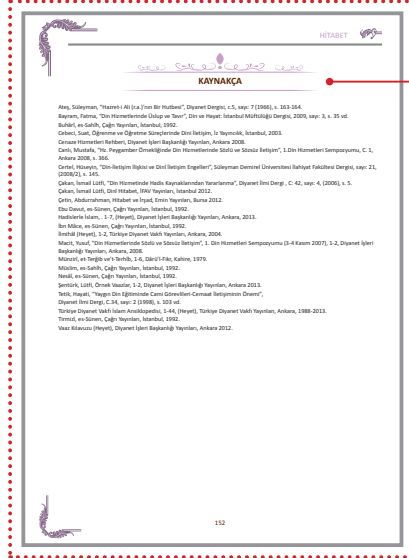 HİTABET
KAYNAKÇA
Ateş, Süleyman, "Hazret-i Ali (r.a.)'nın Bir Hutbesi", Diyanet Dergisi, c.5, sayı: 7 (1966), s. 163-164.
Bayram, Fatma, "Din Hizmetlerinde Üslup ve Tavır", Din ve Hayat: İstanbul Müftülüğü Dergisi, 2009, sayı: 3, s. 35 vd.
Buhârî, es-Sahîh, Çağrı Yayınları, İstanbul, 1992.
Cebeci, Suat, Öğrenme ve Öğretme Süreçlerinde Dini İletişim, İz Yayıncılık, İstanbul, 2003.
Cenaze Hizmetleri Rehberi, Diyanet İşleri Başkanlığı Yayınları, Ankara 2008.
Canlı, Mustafa, "Hz. Peygamber Örnekliğinde Din Hizmetlerinde Sözlü ve Sözsüz İletişim", 1.Din Hizmetleri Sempozyumu, C. 1,
Ankara 2008, s. 366.
Certel, Hüseyin, "Din-İletişim İlişkisi ve Dinî İletişim Engelleri", Süleyman Demirel Üniversitesi İlahiyat Fakültesi Dergisi, sayı: 21,
(2008/2), s. 145.
Çakan, İsmail Lütfi, "Din Hizmetinde Hadis Kaynaklarından Yararlanma", Diyanet İlmi Dergi , C: 42, sayı: 4, (2006), s. 5.
Çakan, İsmail Lütfi, Dinî Hitabet, İFAV Yayınları, İstanbul 2012.
Çetin, Abdurrahman, Hitabet ve İrşad, Emin Yayınları, Bursa 2012.
Ebu Davut, es-Sünen, Çağrı Yayınları, İstanbul, 1992.
Hadislerle İslam, , 1-7, (Heyet), Diyanet İşleri Başkanlığı Yayınları, Ankara, 2013.
İbn Mâce, es-Sünen, Çağrı Yayınları, İstanbul, 1992.
İlmihâl (Heyet), 1-2, Türkiye Diyanet Vakfı Yayınları, Ankara, 2004.
Macit, Yusuf, "Din Hizmetlerinde Sözlü ve Sözsüz İletişim", 1. Din Hizmetleri Sempozyumu (3-4 Kasım 2007), 1-2, Diyanet İşleri
Başkanlığı Yayınları, Ankara, 2008.
Münzirî, et-Terğîb ve't-Terhîb, 1-6, Dârü'l-Fikr, Kahire, 1979.
Müslim, es-Sahîh, Çağrı Yayınları, İstanbul, 1992.
Nesâî, es-Sünen, Çağrı Yayınları, İstanbul, 1992.
Şentürk, Lütfi, Örnek Vaazlar, 1-2, Diyanet İşleri Başkanlığı Yayınları, Ankara 2013.
Tetik, Hayati, "Yaygın Din Eğitiminde Cami Görevlileri-Cemaat İletişiminin Önemi",
Diyanet İlmi Dergi, C.34, sayı: 2 (1998), s. 103 vd.
Türkiye Diyanet Vakfı İslam Ansiklopedisi, 1-44, (Heyet), Türkiye Diyanet Vakfı Yayınları, Ankara, 1988-2013.
Tirmizî, es-Sünen, Çağrı Yayınları, İstanbul, 1992.
Vaaz Kılavuzu (Heyet), Diyanet İşleri Başkanlığı Yayınları, Ankara 2012.
152